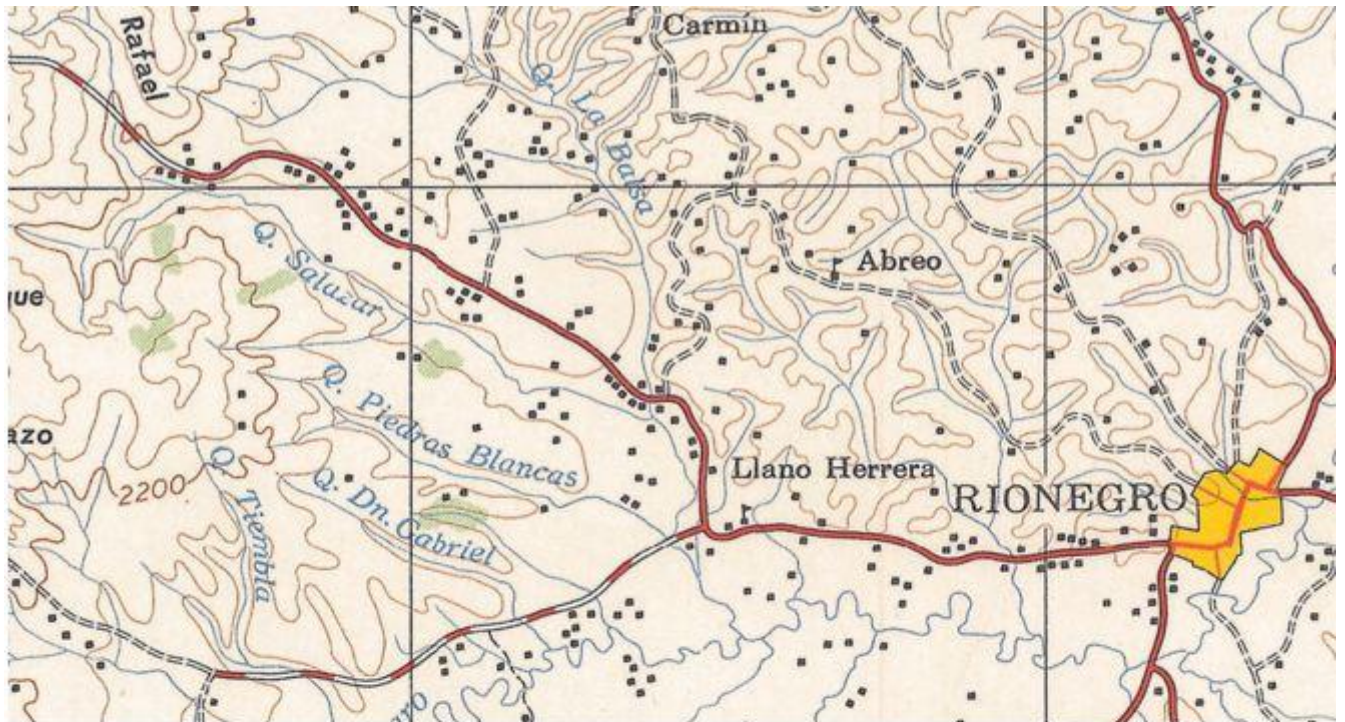 Carmín
Rafael
Q. La Balsa
Q. Salazar
Abreo
que
Q. Piedras Blancas
azo
Llano Herrera
2200
Q. Tiembla
Q. Dn. Gabriel
RIONEGRO